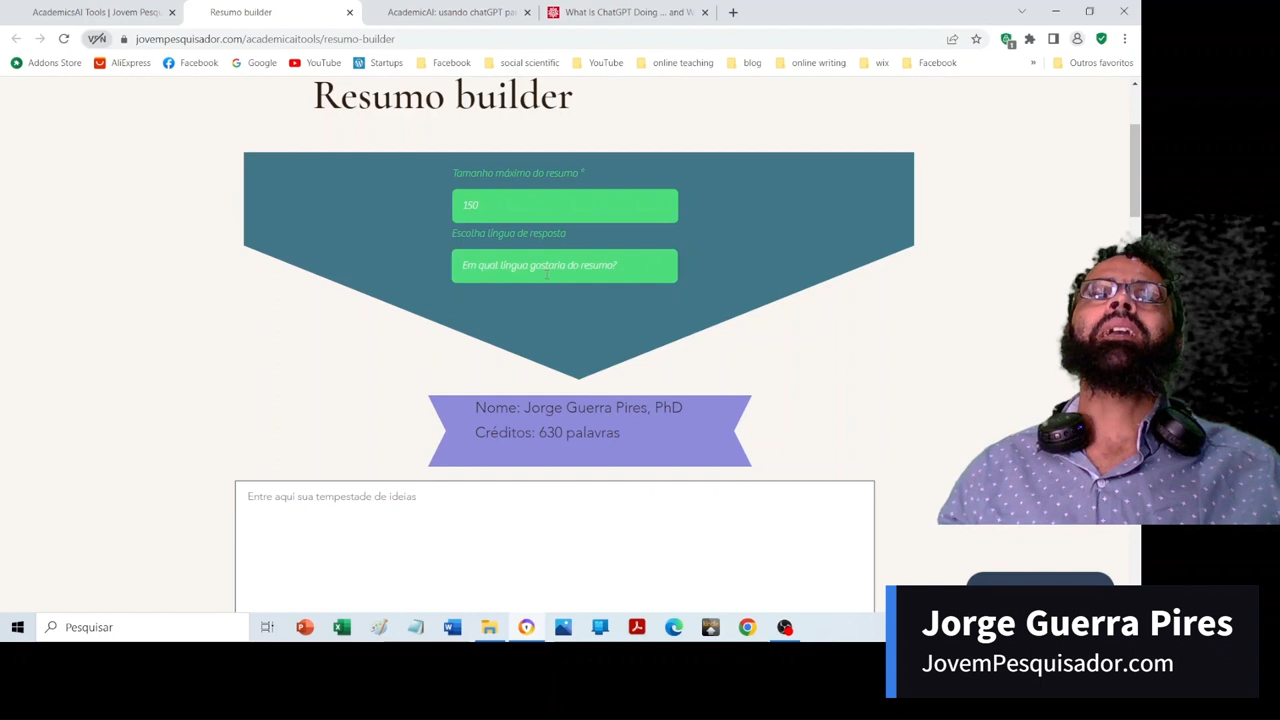 AcademicsAI Tools | Jovem Pesqu
Resumo builder
AcademicAI: usando chatGPT pa
What Is ChatGPT Doing ... and W
VPN
jovempesquisador.com/academicaitools/resumo-builder
Addons Store
AliExpress
Facebook
Google
YouTube
Startups
Facebook
social scientific
YouTube
online teaching
blog
online writing
wix
Facebook
»
Outros favoritos
Resumo builder
Tamanho máximo do resumo *
150
Escolha língua de resposta
Em qual língua gostaria do resumo?
Nome: Jorge Guerra Pires, PhD
Créditos: 630 palavras
Entre aqui sua tempestade de ideias
Pesquisar
Jorge Guerra Pires
JovemPesquisador.com